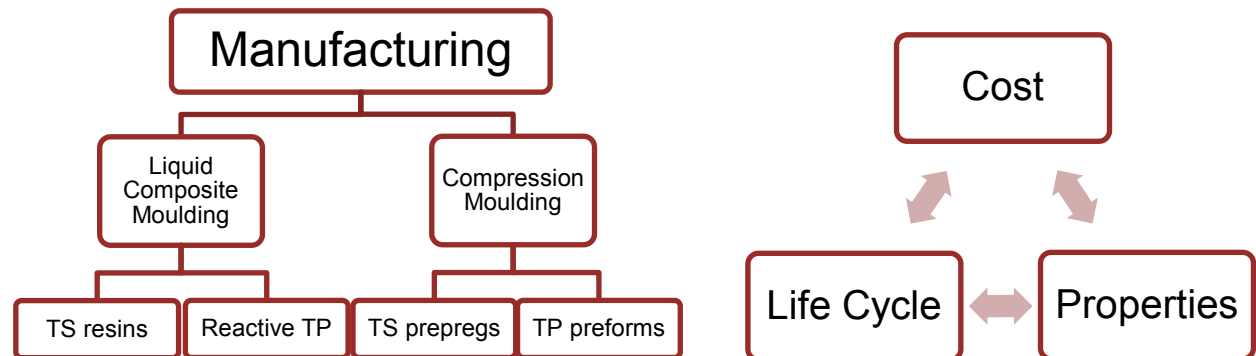 Manufacturing
Liquid
Composite
Moulding
Compression
Moulding
TS resins
Reactive TP
TS prepregs
TP preforms
Cost
Life Cycle
Properties